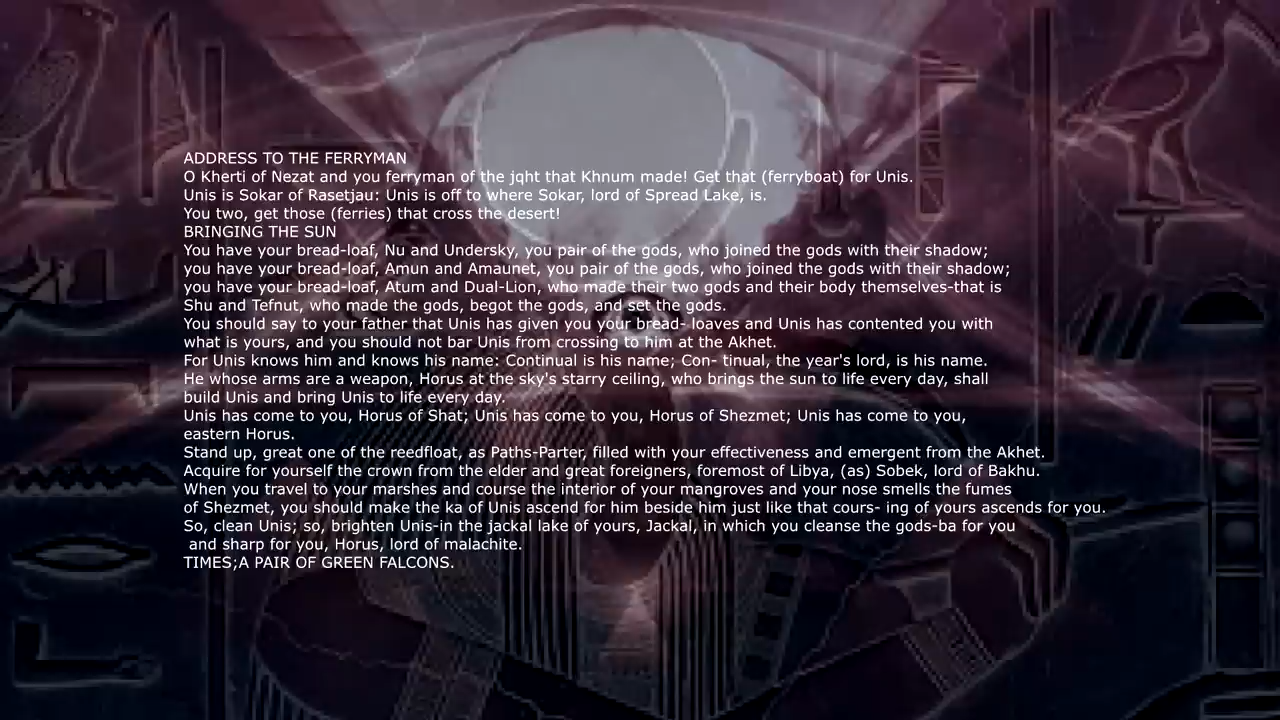 ADDRESS TO THE FERRYMAN
O Kherti of Nezat and you ferryman of the jqht that Khnum made! Get that (ferryboat) for Unis.
Unis is Sokar of Rasetjau: Unis is off to where Sokar, lord of Spread Lake, is.
You two, get those (ferries) that cross the desert!
BRINGING THE SUN
You have your bread-loaf, Nu and Undersky, you pair of the gods, who joined the gods with their shadow;
you have your bread-loaf, Amun and Amaunet, you pair of the gods, who joined the gods with their shadow;
you have your bread-loaf, Atum and Dual-Lion, who made their two gods and their body themselves-that is
Shu and Tefnut, who made the gods, begot the gods, and set the gods.
You should say to your father that Unis has given you your bread- loaves and Unis has contented you with
what is yours, and you should not bar Unis from crossing to him at the Akhet.
For Unis knows him and knows his name: Continual is his name; Con- tinual, the year's lord, is his name.
He whose arms are a weapon, Horus at the sky's starry ceiling, who brings the sun to life every day, shall
build Unis and bring Unis to life every day.
Unis has come to you, Horus of Shat; Unis has come to you, Horus of Shezmet; Unis has come to you,
eastern Horus.
Stand up, great one of the reedfloat, as Paths-Parter, filled with your effectiveness and emergent from the Akhet.
Acquire for yourself the crown from the elder and great foreigners, foremost of Libya, (as) Sobek, lord of Bakhu.
When you travel to your marshes and course the interior of your mangroves and your nose smells the fumes
of Shezmet, you should make the ka of Unis ascend for him beside him just like that cours- ing of yours ascends for you.
So, clean Unis; so, brighten Unis-in the jackal lake of yours, Jackal, in which you cleanse the gods-ba for you
and sharp for you, Horus, lord of malachite.
TIMES;A PAIR OF GREEN FALCONS.